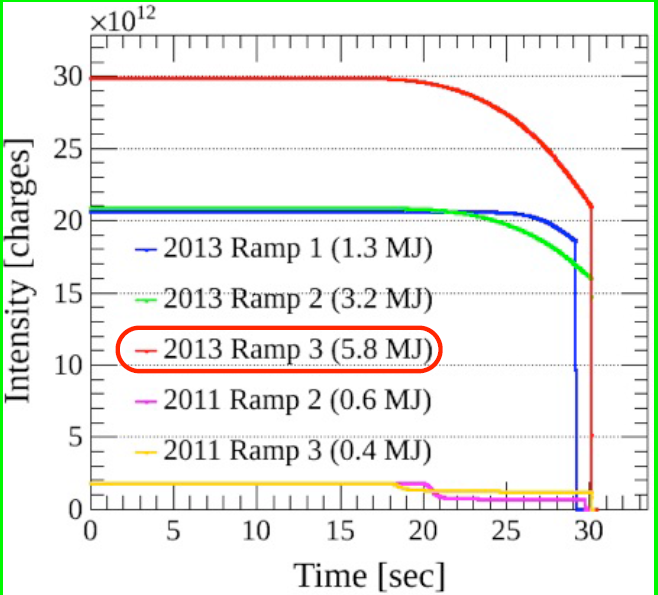 ×10¹²
30
25
20
15
10
5
0
Intensity [charges]
2013 Ramp 1 (1.3 MJ)
2013 Ramp 2 (3.2 MJ)
2013 Ramp 3 (5.8 MJ)
2011 Ramp 2 (0.6 MJ)
2011 Ramp 3 (0.4 MJ)
0 5 10 15 20 25 30
Time [sec]